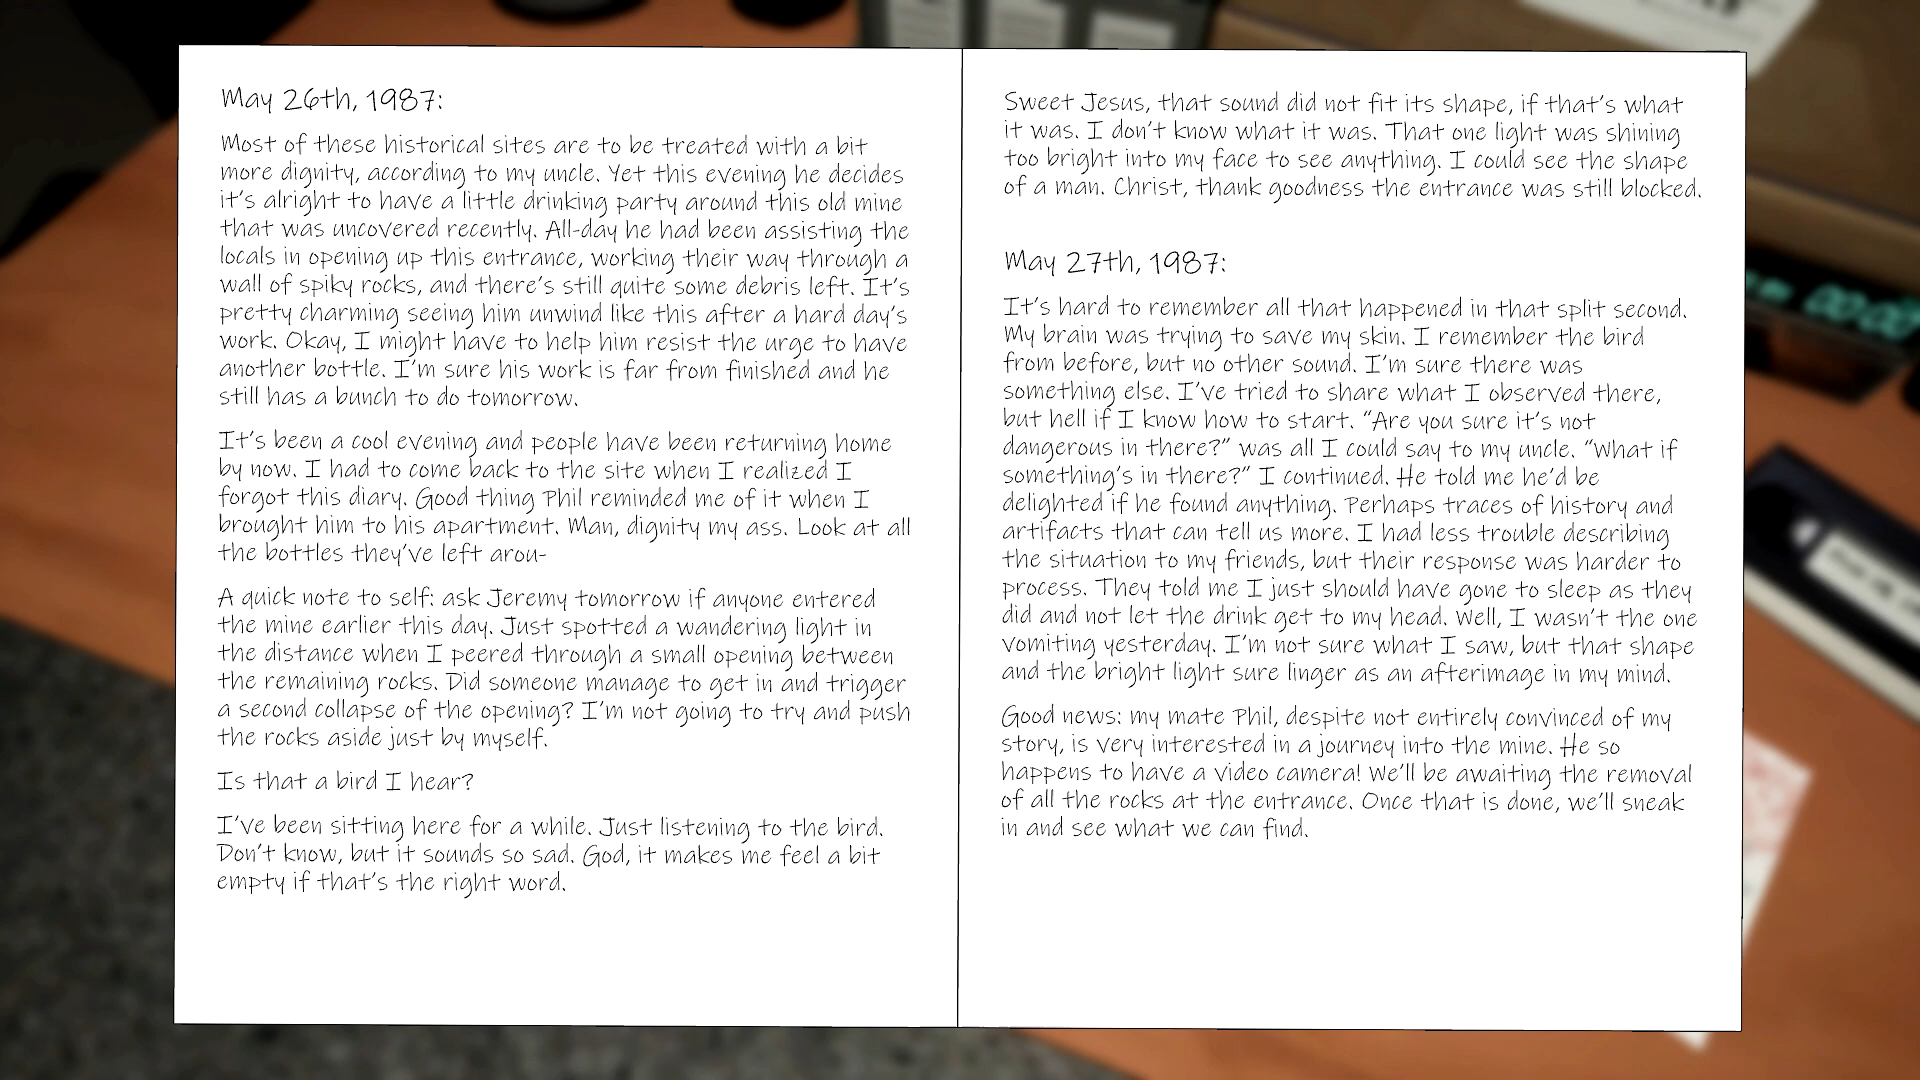 May 26th, 1987:
Most of these historical sites are to be treated with a bit
more dignity, according to my uncle. Yet this evening he decides
it's alright to have a little drinking party around this old mine
that was uncovered recently. All-day he had been assisting the
locals in opening up this entrance, working their way through a
wall of spiky rocks, and there's still quite some debris left. It's
pretty charming seeing him unwind like this after a hard day's
work. Okay, I might have to help him resist the urge to have
another bottle. I'm sure his work is far from finished and he
still has a bunch to do tomorrow.
It's been a cool evening and people have been returning home
by now. I had to come back to the site when I realized I
forgot this diary. Good thing Phil reminded me of it when I
brought him to his apartment. Man, dignity my ass. Look at all
the bottles they've left arou-
A quick note to self: ask Jeremy tomorrow if anyone entered
the mine earlier this day. Just spotted a wandering light in
the distance when I peered through a small opening between
the remaining rocks. Did someone manage to get in and trigger
a second collapse of the opening? I'm not going to try and push
the rocks aside just by myself.
Is that a bird I hear?
I've been sitting here for a while. Just listening to the bird.
Don't know, but it sounds so sad. God, it makes me feel a bit
empty if that's the right word.
Sweet Jesus, that sound did not fit its shape, if that's what
it was. I don't know what it was. That one light was shining
too bright into my face to see anything. I could see the shape
of a man. Christ, thank goodness the entrance was still blocked.
May 27th, 1987:
It's hard to remember all that happened in that split second.
My brain was trying to save my skin. I remember the bird
from before, but no other sound. I'm sure there was
something else. I've tried to share what I observed there,
but hell if I know how to start. "Are you sure it's not
dangerous in there?" was all I could say to my uncle. "What if
something's in there?" I continued. He told me he'd be
delighted if he found anything. Perhaps traces of history and
artifacts that can tell us more. I had less trouble describing
the situation to my friends, but their response was harder to
process. They told me I just should have gone to sleep as they
did and not let the drink get to my head. Well, I wasn't the one
vomiting yesterday. I'm not sure what I saw, but that shape
and the bright light sure linger as an afterimage in my mind.
Good news: my mate Phil, despite not entirely convinced of my
story, is very interested in a journey into the mine. He so
happens to have a video camera! We'll be awaiting the removal
of all the rocks at the entrance. Once that is done, we'll sneak
in and see what we can find.
00:00